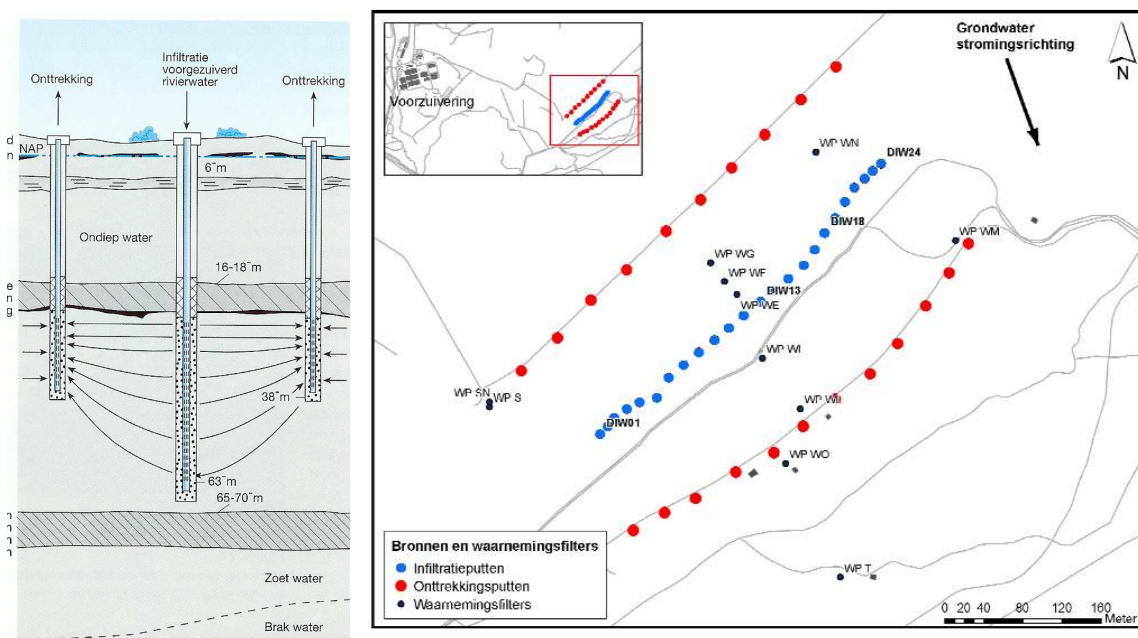 Onttrekking
Infiltratie
voorgezuiverd
rivierwater
Onttrekking
NAP
6⁻m
Ondiep water
16-18⁻m
38⁻m
63⁻m
65-70⁻m
Zoet water
Brak water
Voorzuivering
Grondwater
stromingsrichting
N
WP WN
DIW24
DIW18
WP WM
WP WG
WP WF
DIW13
WP WE
WP WI
WP SN
WP S
DIW01
WP WO
WP T
Bronnen en waarnemingsfilters
Infiltratieputten
Onttrekkingsputten
Waarnemingsfilters
0 20 40 80 120 160
Meter